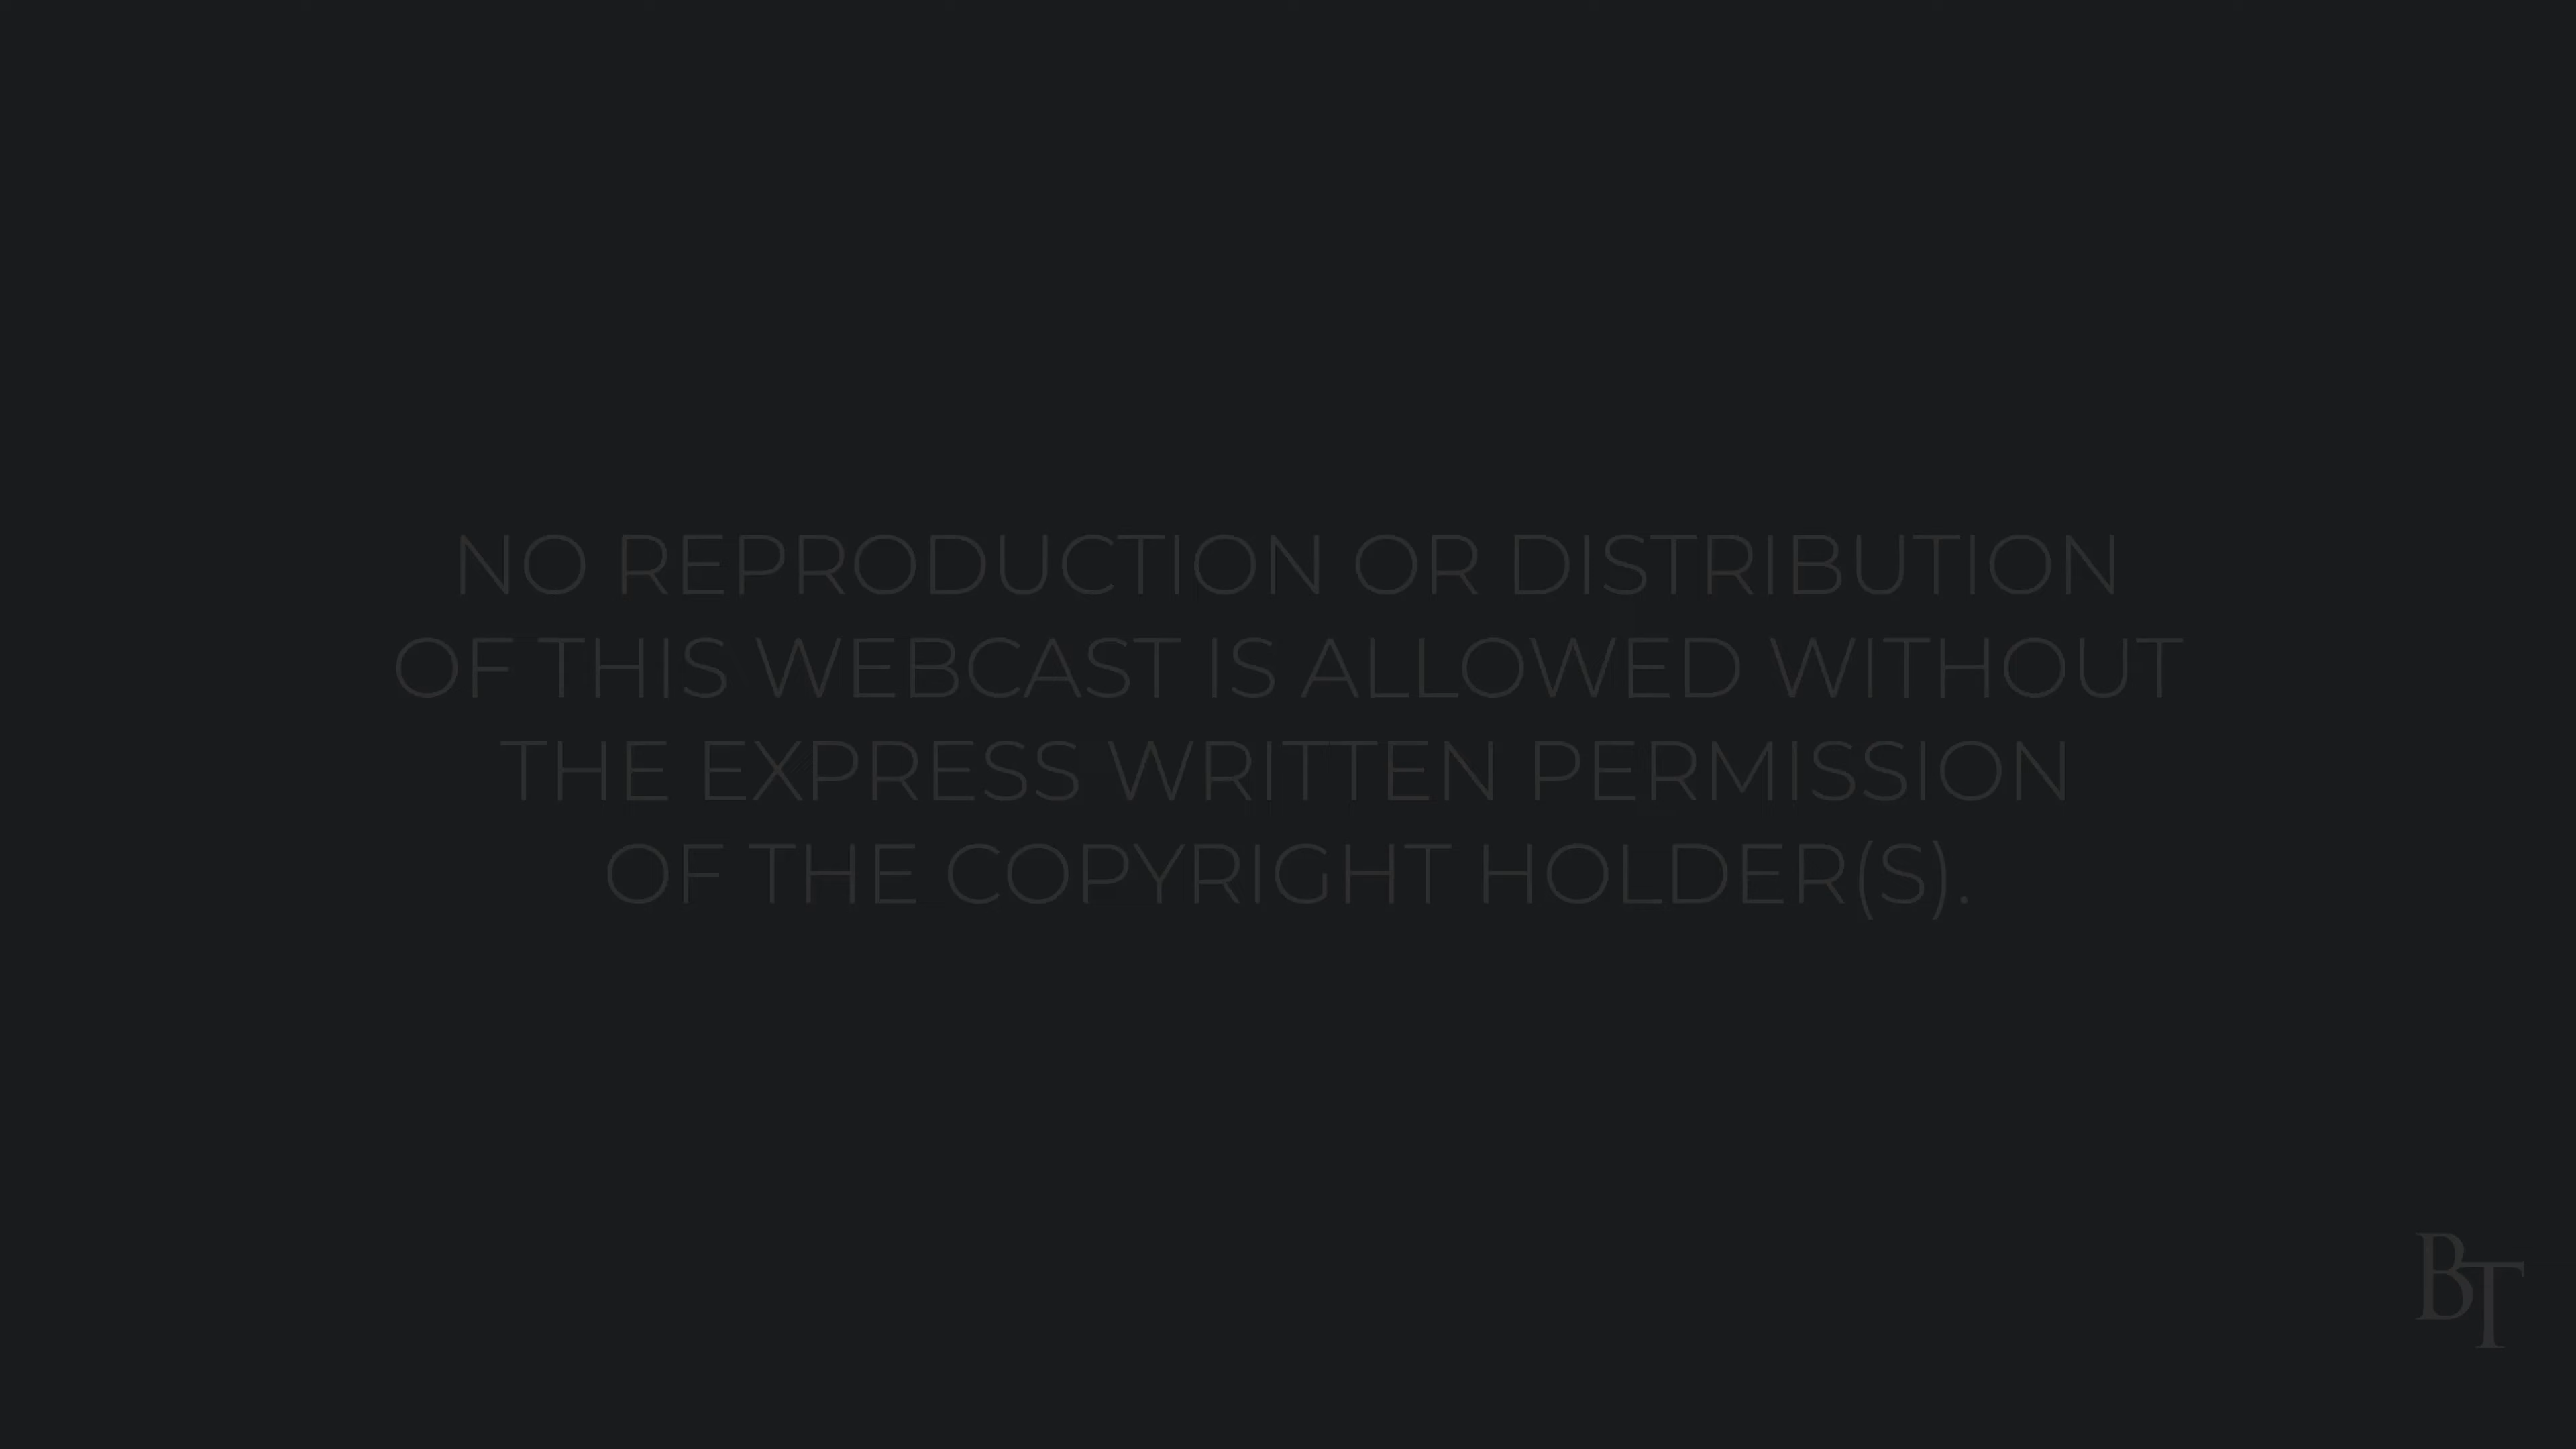 NO REPRODUCTION OR DISTRIBUTION
OF THIS WEBCAST IS ALLOWED WITHOUT
THE EXPRESS WRITTEN PERMISSION
OF THE COPYRIGHT HOLDER(S).
BT